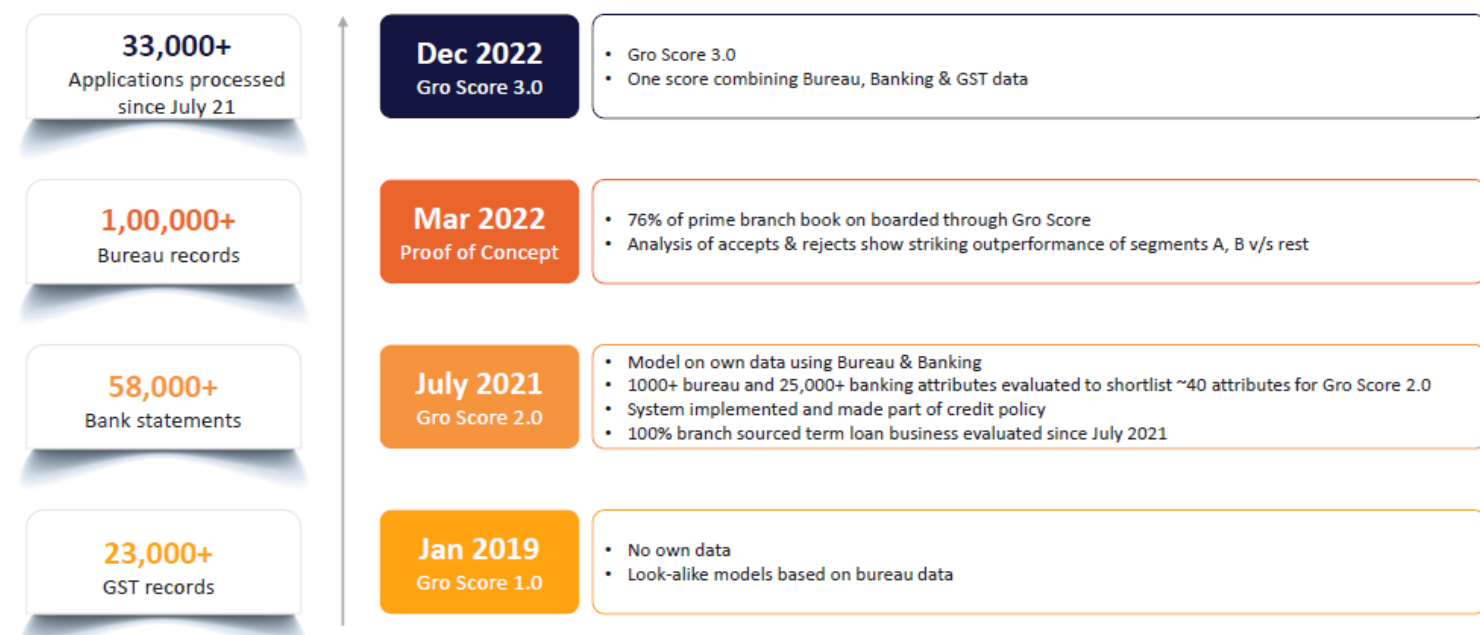 33,000+
Applications processed
since July 21
1,00,000+
Bureau records
58,000+
Bank statements
23,000+
GST records
Dec 2022
Gro Score 3.0
• Gro Score 3.0
• One score combining Bureau, Banking & GST data
Mar 2022
Proof of Concept
• 76% of prime branch book on boarded through Gro Score
• Analysis of accepts & rejects show striking outperformance of segments A, B v/s rest
July 2021
Gro Score 2.0
• Model on own data using Bureau & Banking
• 1000+ bureau and 25,000+ banking attributes evaluated to shortlist ~40 attributes for Gro Score 2.0
• System implemented and made part of credit policy
• 100% branch sourced term loan business evaluated since July 2021
Jan 2019
Gro Score 1.0
• No own data
• Look-alike models based on bureau data